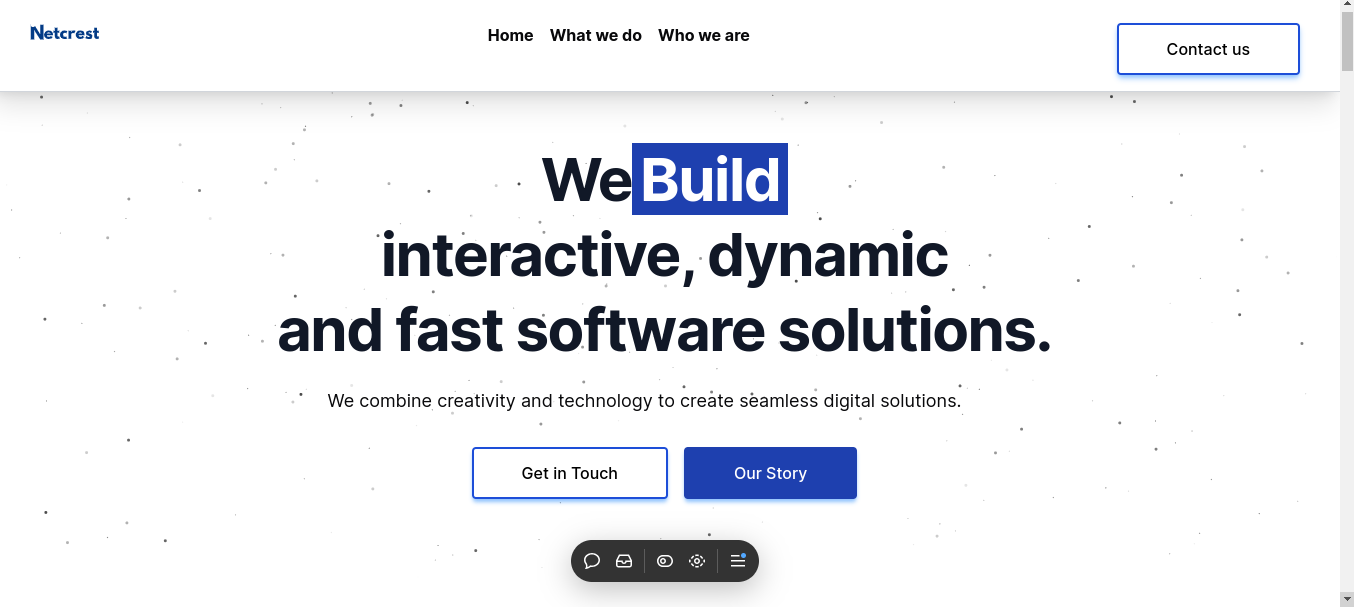 Netcrest
Home What we do Who we are
Contact us
We Build
interactive, dynamic
and fast software solutions.
We combine creativity and technology to create seamless digital solutions.
Get in Touch
Our Story